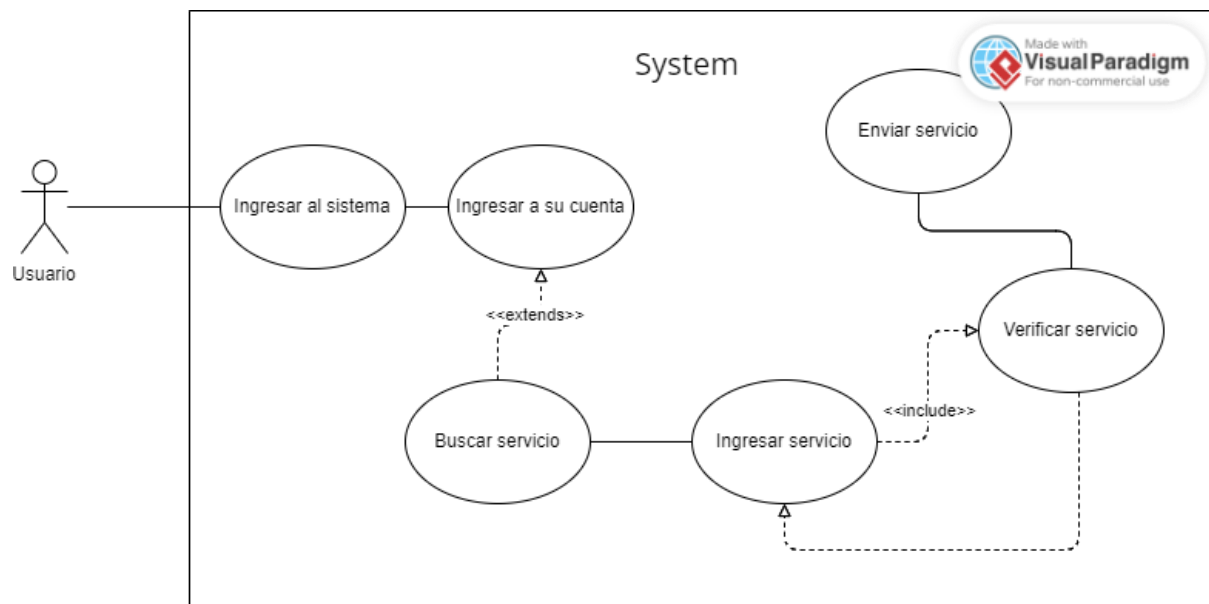 Made with
Visual Paradigm
For non-commercial use
System
Enviar servicio
Ingresar al sistema
Ingresar a su cuenta
Usuario
<<extends>>
Verificar servicio
<<include>>
Buscar servicio
Ingresar servicio